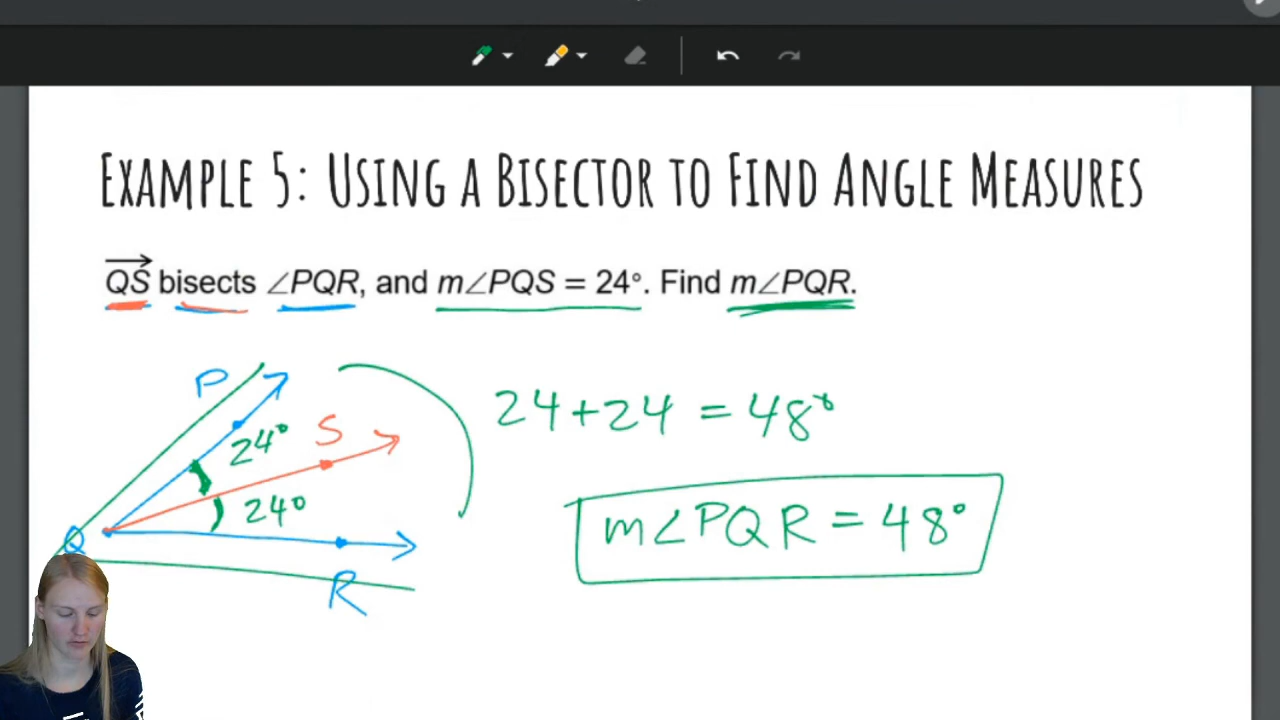 EXAMPLE 5: USING A BISECTOR TO FIND ANGLE MEASURES
QS bisects ∠PQR, and m∠PQS = 24°. Find m∠PQR.
P
24°
S
24°
Q
R
24+24 = 48°
m∠PQR = 48°